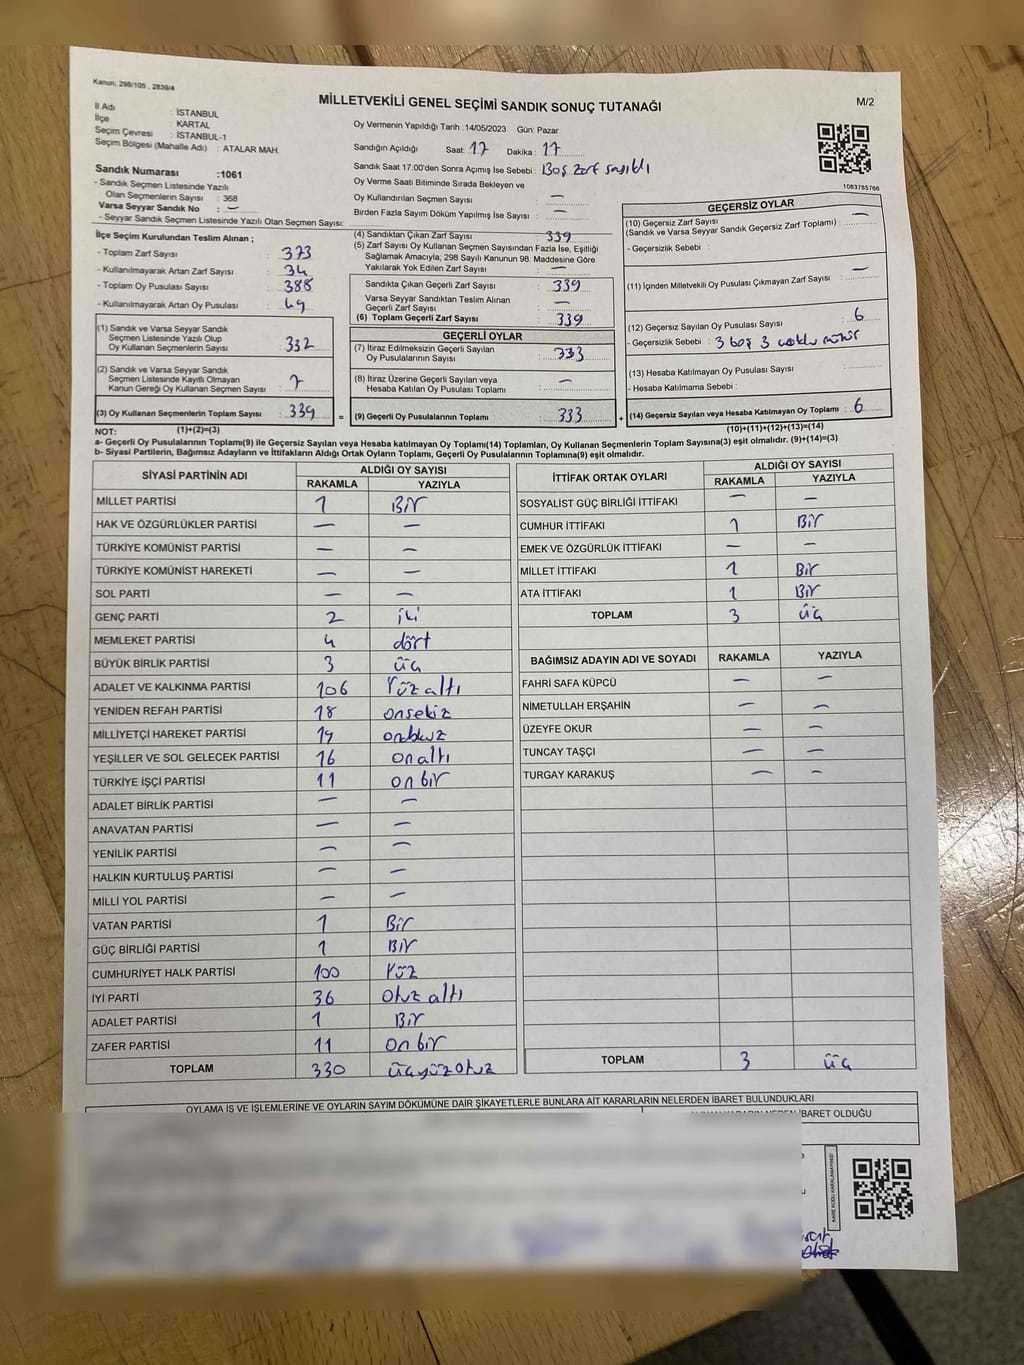 Kanun; 298/105 , 2839/4
MİLLETVEKİLİ GENEL SEÇİMİ SANDIK SONUÇ TUTANAĞI
M/2
İl Adı : İSTANBUL
İlçe : KARTAL
Seçim Çevresi : İSTANBUL-1
Seçim Bölgesi (Mahalle Adı) : ATALAR MAH.
Oy Vermenin Yapıldığı Tarih :14/05/2023 Gün: Pazar
Sandığın Açıldığı Saat: 17 Dakika : 17
Sandık Saat 17:00'den Sonra Açımış İse Sebebi : Boş zarf sayıldı
Oy Verme Saati Bitiminde Sırada Bekleyen ve
Oy Kullandırılan Seçmen Sayısı : —
Birden Fazla Sayım Döküm Yapılmış İse Sayısı : —
1083785766
Sandık Numarası :1061
- Sandık Seçmen Listesinde Yazılı
Olan Seçmenlerin Sayısı : 368
Varsa Seyyar Sandık No : —
- Seyyar Sandık Seçmen Listesinde Yazılı Olan Seçmen Sayısı:
İlçe Seçim Kurulundan Teslim Alınan ;
- Toplam Zarf Sayısı : 373
- Kullanılmayarak Artan Zarf Sayısı : 34
- Toplam Oy Pusulası Sayısı : 388
- Kullanılmayarak Artan Oy Pusulası : 49
(1) Sandık ve Varsa Seyyar Sandık
Seçmen Listesinde Yazılı Olup
Oy Kullanan Seçmenlerin Sayısı : 332
(2) Sandık ve Varsa Seyyar Sandık
Seçmen Listesinde Kayıtlı Olmayan
Kanun Gereği Oy Kullanan Seçmen Sayısı : 7
(3) Oy Kullanan Seçmenlerin Toplam Sayısı : 339
(1)+(2)=(3)
(4) Sandıktan Çıkan Zarf Sayısı : 339
(5) Zarf Sayısı Oy Kullanan Seçmen Sayısından Fazla İse, Eşitliği
Sağlamak Amacıyla; 298 Sayılı Kanunun 98. Maddesine Göre
Yakılarak Yok Edilen Zarf Sayısı : —
Sandıkta Çıkan Geçerli Zarf Sayısı : 339
Varsa Seyyar Sandıktan Teslim Alınan
Geçerli Zarf Sayısı : —
(6) Toplam Geçerli Zarf Sayısı : 339
GEÇERLİ OYLAR
(7) İtiraz Edilmeksizin Geçerli Sayılan
Oy Pusulalarının Sayısı : 333
(8) İtiraz Üzerine Geçerli Sayılan veya
Hesaba Katılan Oy Pusulası Toplamı : —
= (9) Geçerli Oy Pusulalarının Toplamı : 333 +
GEÇERSİZ OYLAR
(10) Geçersiz Zarf Sayısı
(Sandık ve Varsa Seyyar Sandık Geçersiz Zarf Toplamı) : —
- Geçersizlik Sebebi :
(11) İçinden Milletvekili Oy Pusulası Çıkmayan Zarf Sayısı : —
(12) Geçersiz Sayılan Oy Pusulası Sayısı : 6
- Geçersizlik Sebebi : 3 boş 3 mühür
(13) Hesaba Katılmayan Oy Pusulası Sayısı :
- Hesaba Katılmama Sebebi :
(14) Geçersiz Sayılan veya Hesaba Katılmayan Oy Toplamı : 6
(10)+(11)+(12)+(13)=(14)
NOT:
a- Geçerli Oy Pusulalarının Toplamı(9) ile Geçersiz Sayılan veya Hesaba katılmayan Oy Toplamı(14) Toplamları, Oy Kullanan Seçmenlerin Toplam Sayısına(3) eşit olmalıdır. (9)+(14)=(3)
b- Siyasi Partilerin, Bağımsız Adayların ve İttifakların Aldığı Ortak Oyların Toplamı, Geçerli Oy Pusulalarının Toplamına(9) eşit olmalıdır.
SİYASİ PARTİNİN ADI ALDIĞI OY SAYISI
RAKAMLA YAZIYLA
MİLLET PARTİSİ 1 Bir
HAK VE ÖZGÜRLÜKLER PARTİSİ — —
TÜRKİYE KOMÜNİST PARTİSİ — —
TÜRKİYE KOMÜNİST HAREKETİ — —
SOL PARTİ — —
GENÇ PARTİ 2 iki
MEMLEKET PARTİSİ 4 dört
BÜYÜK BİRLİK PARTİSİ 3 üç
ADALET VE KALKINMA PARTİSİ 106 Yüz altı
YENİDEN REFAH PARTİSİ 18 onsekiz
MİLLİYETÇİ HAREKET PARTİSİ 19 ondokuz
YEŞİLLER VE SOL GELECEK PARTİSİ 16 on altı
TÜRKİYE İŞÇİ PARTİSİ 11 on bir
ADALET BİRLİK PARTİSİ — —
ANAVATAN PARTİSİ — —
YENİLİK PARTİSİ — —
HALKIN KURTULUŞ PARTİSİ — —
MİLLİ YOL PARTİSİ — —
VATAN PARTİSİ 1 Bir
GÜÇ BİRLİĞİ PARTİSİ 1 Bir
CUMHURİYET HALK PARTİSİ 100 Yüz
İYİ PARTİ 36 Otuz altı
ADALET PARTİSİ 1 Bir
ZAFER PARTİSİ 11 on bir
TOPLAM 330 üçyüz otuz
İTTİFAK ORTAK OYLARI ALDIĞI OY SAYISI
RAKAMLA YAZIYLA
SOSYALIST GÜÇ BİRLİĞİ İTTİFAKI — —
CUMHUR İTTİFAKI 1 Bir
EMEK VE ÖZGÜRLÜK İTTİFAKI — —
MİLLET İTTİFAKI 1 Bir
ATA İTTİFAKI 1 Bir
TOPLAM 3 üç
BAĞIMSIZ ADAYIN ADI VE SOYADI RAKAMLA YAZIYLA
FAHRİ SAFA KÜPCÜ — —
NİMETULLAH ERŞAHİN — —
ÜZEYFE OKUR — —
TUNCAY TAŞÇI — —
TURGAY KARAKUŞ — —
TOPLAM 3 üç
OYLAMA İŞ VE İŞLEMLERİNE VE OYLARIN SAYIM DÖKÜMÜNE DAİR ŞİKAYETLERLE BUNLARA AİT KARARLARIN NELERDEN İBARET BULUNDUKLARI
İBARET OLDUĞU
KARE KODU KARALAMAYINIZ!